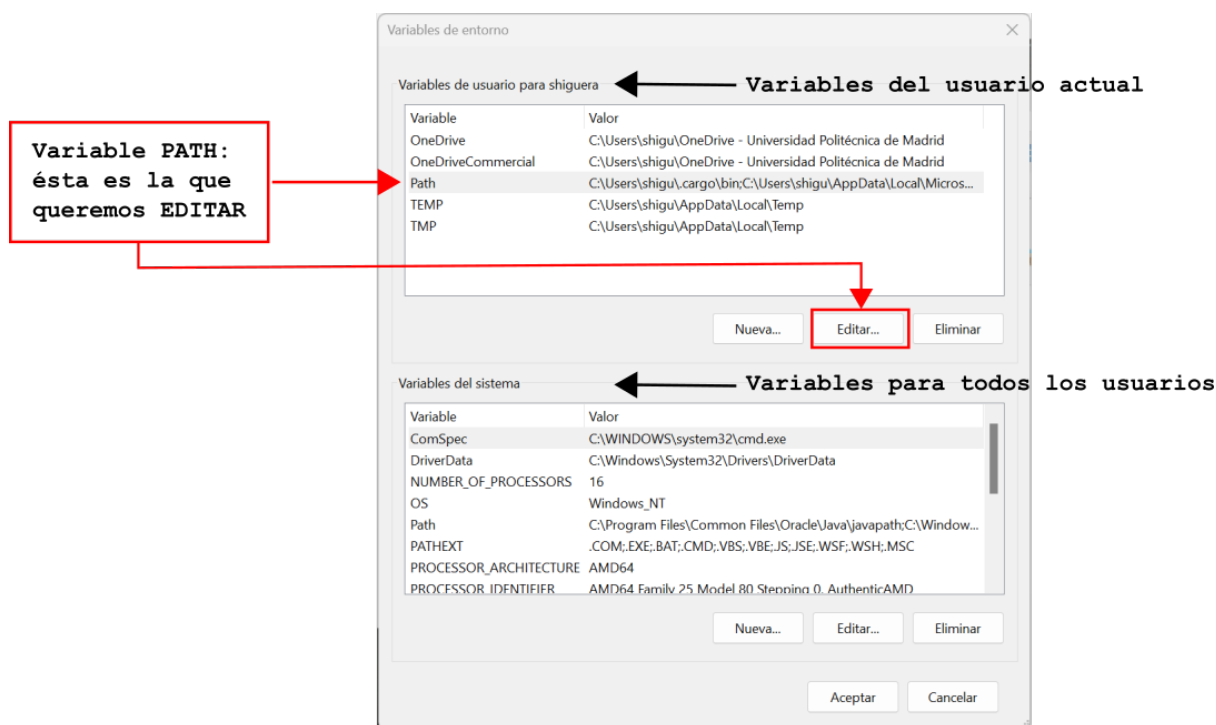 Variables de entorno
Variables de usuario para shiguera
Variables del usuario actual
Variable Valor
OneDrive C:\Users\shigu\OneDrive - Universidad Politécnica de Madrid
OneDriveCommercial C:\Users\shigu\OneDrive - Universidad Politécnica de Madrid
Path C:\Users\shigu\.cargo\bin;C:\Users\shigu\AppData\Local\Micros...
TEMP C:\Users\shigu\AppData\Local\Temp
TMP C:\Users\shigu\AppData\Local\Temp
Variable PATH:
ésta es la que
queremos EDITAR
Nueva... Editar... Eliminar
Variables del sistema
Variables para todos los usuarios
Variable Valor
ComSpec C:\WINDOWS\system32\cmd.exe
DriverData C:\Windows\System32\Drivers\DriverData
NUMBER_OF_PROCESSORS 16
OS Windows_NT
Path C:\Program Files\Common Files\Oracle\Java\javapath;C:\Window...
PATHEXT .COM;.EXE;.BAT;.CMD;.VBS;.VBE;.JS;.JSE;.WSF;.WSH;.MSC
PROCESSOR_ARCHITECTURE AMD64
PROCESSOR_IDENTIFIER AMD64 Family 25 Model 80 Stepping 0, AuthenticAMD
Nueva... Editar... Eliminar
Aceptar Cancelar